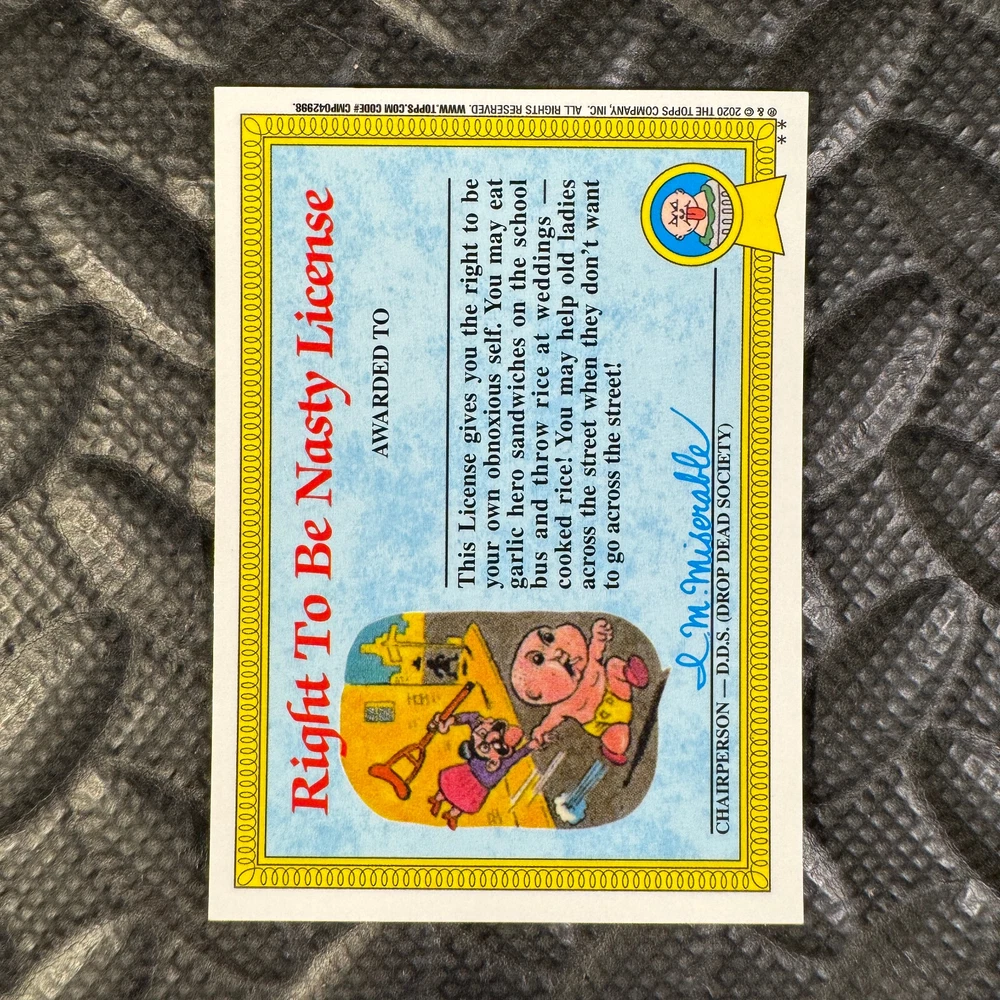 Right To Be Nasty License
AWARDED TO
This License gives you the right to be
your own obnoxious self. You may eat
garlic hero sandwiches on the school
bus and throw rice at weddings —
cooked rice! You may help old ladies
across the street when they don't want
to go across the street!
I. M. Miserable
CHAIRPERSON — D.D.S. (DROP DEAD SOCIETY)
® & © 2020 THE TOPPS COMPANY, INC. ALL RIGHTS RESERVED. WWW.TOPPS.COM CODE# CMP042998.
**